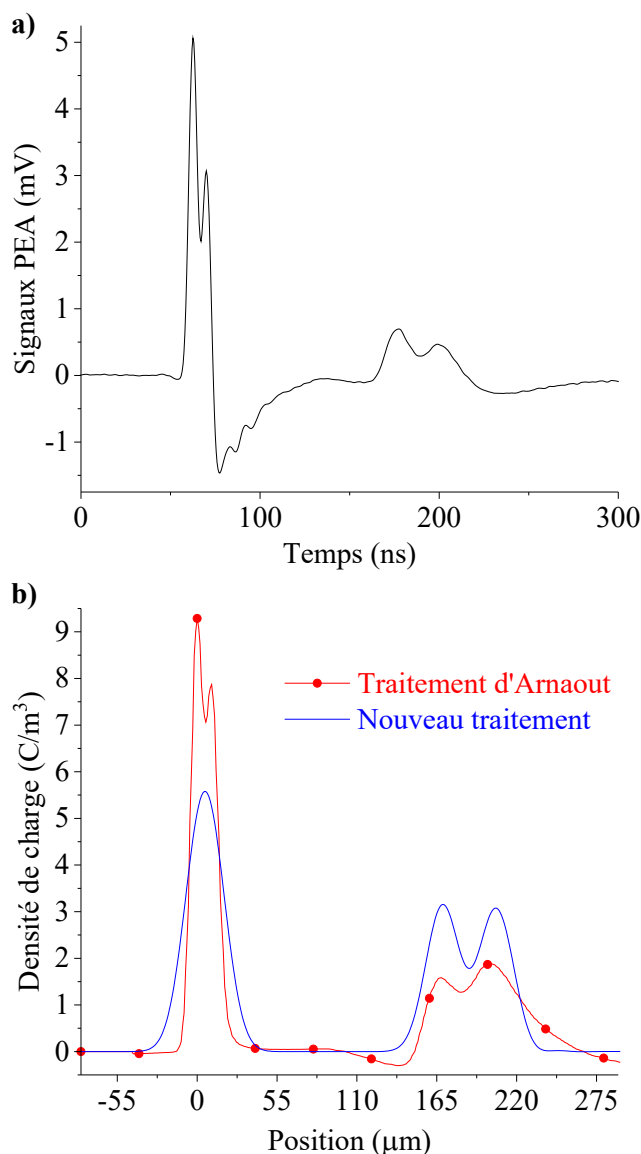 a)
5
4
3
2
1
0
-1
Signaux PEA (mV)
0 100 200 300
Temps (ns)
b)
9
8
7
6
5
4
3
2
1
0
Densité de charge (C/m³)
Traitement d'Arnaout
Nouveau traitement
-55 0 55 110 165 220 275
Position (μm)